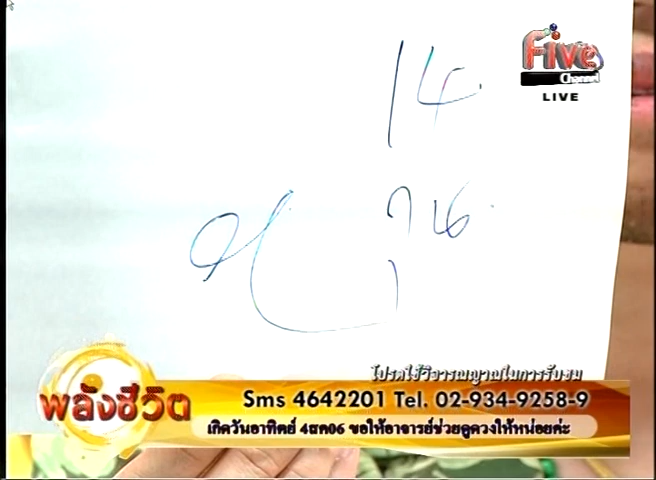 Five
Channel
LIVE
14
โปรดใช้วิจารณญาณในการรับชม
พลังชีวิต
Sms 4642201 Tel. 02-934-9258-9
เกิดวันอาทิตย์ 4สค06 ขอให้อาจารย์ช่วยดูดวงให้หน่อยค่ะ